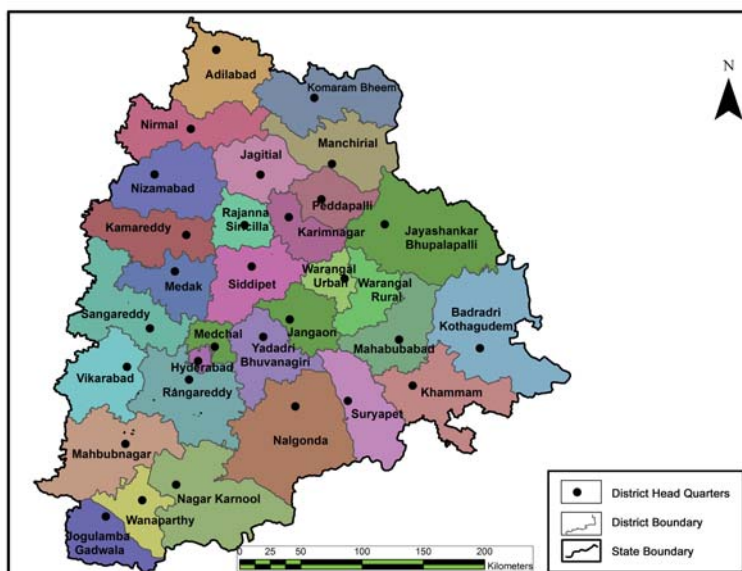 N
Adilabad
Komaram Bheem
Nirmal
Manchirial
Jagitial
Nizamabad
Peddapalli
Rajanna
Siricilla
Kamareddy
Karimnagar
Jayashankar
Bhupalapalli
Warangal
Urban
Warangal
Rural
Siddipet
Medak
Badradri
Kothagudem
Sangareddy
Medchal
Jangaon
Mahabubabad
Yadadri
Bhuvanagiri
Hyderabad
Vikarabad
Rangareddy
Khammam
Suryapet
Nalgonda
Mahbubnagar
Nagar Karnool
Wanaparthy
Jogulamba
Gadwala
District Head Quarters
District Boundary
State Boundary
0 25 50 100 150 200
Kilometers